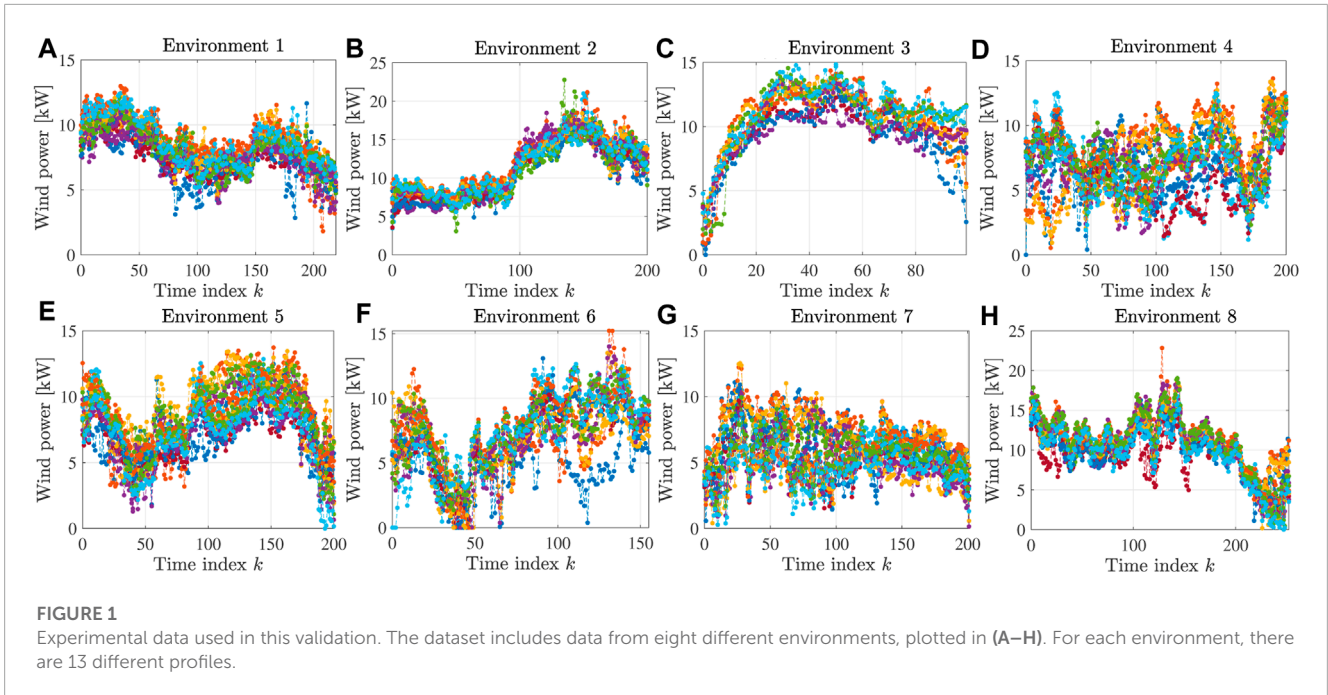 A
Environment 1
Wind power [kW]
15
10
5
0
0 50 100 150 200
Time index k
B
Environment 2
Wind power [kW]
25
20
15
10
5
0
0 100 200
Time index k
C
Environment 3
Wind power [kW]
15
10
5
0
0 20 40 60 80
Time index k
D
Environment 4
Wind power [kW]
15
10
5
0
0 50 100 150 200
Time index k
E
Environment 5
Wind power [kW]
15
10
5
0
0 50 100 150 200
Time index k
F
Environment 6
Wind power [kW]
15
10
5
0
0 50 100 150
Time index k
G
Environment 7
Wind power [kW]
15
10
5
0
0 50 100 150 200
Time index k
H
Environment 8
Wind power [kW]
25
20
15
10
5
0
0 100 200
Time index k
FIGURE 1
Experimental data used in this validation. The dataset includes data from eight different environments, plotted in (A–H). For each environment, there
are 13 different profiles.